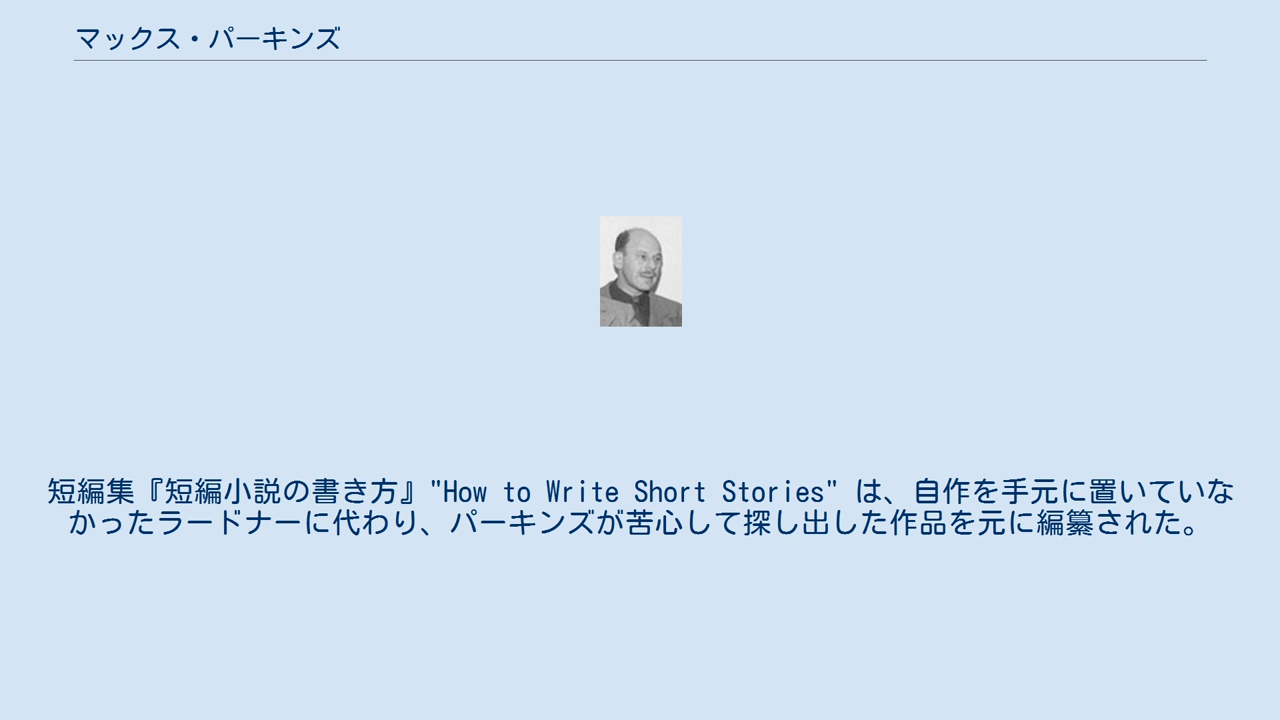 マックス・パーキンズ
短編集『短編小説の書き方』"How to Write Short Stories" は、自作を手元に置いていな
かったラードナーに代わり、パーキンズが苦心して探し出した作品を元に編纂された。